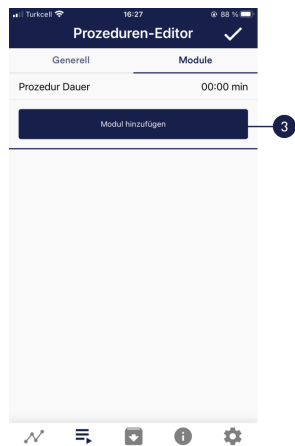 Turkcell 16:27 88 %
Prozeduren-Editor
Generell Module
Prozedur Dauer 00:00 min
Modul hinzufügen
3